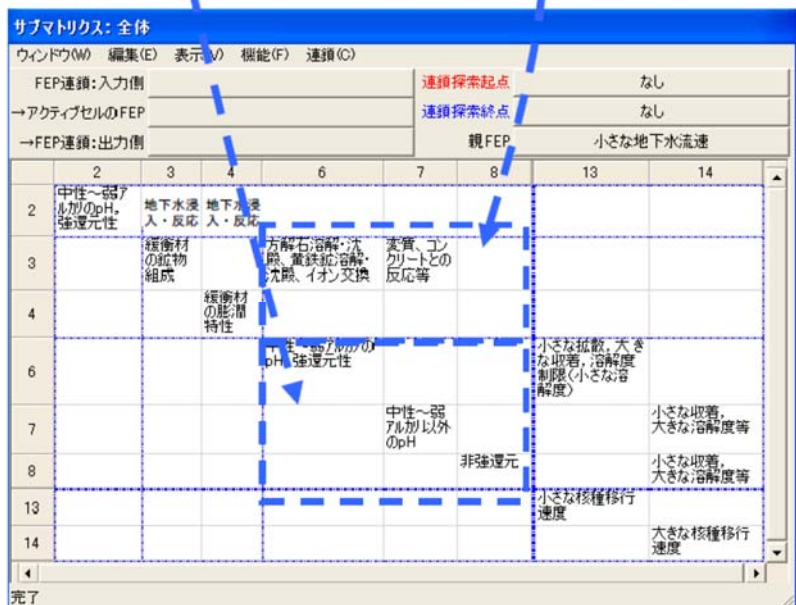 サブマトリクス: 全体
ウィンドウ(W) 編集(E) 表示(V) 機能(F) 連鎖(C)
FEP連鎖:入力側 連鎖探索起点 なし
→アクティブセルのFEP 連鎖探索終点 なし
→FEP連鎖:出力側 親FEP 小さな地下水流速
2 3 4 6 7 8 13 14
2
中性～弱ア
ルカリのpH,
強還元性
地下水浸
入・反応
地下水浸
入・反応
3
緩衝材
の鉱物
組成
方解石溶解・沈
殿、黄鉄鉱溶解・
沈殿、イオン交換
変質、コン
クリートとの
反応等
4
緩衝材
の膨潤
特性
6
中性～弱アルカリの
pH, 強還元性
小さな拡散, 大き
な収着, 溶解度
制限(小さな溶
解度)
7
中性～弱
アルカリ以外
のpH
小さな収着,
大きな溶解度等
8
非強還元
小さな収着,
大きな溶解度等
13
小さな核種移行
速度
14
大きな核種移行
速度
完了